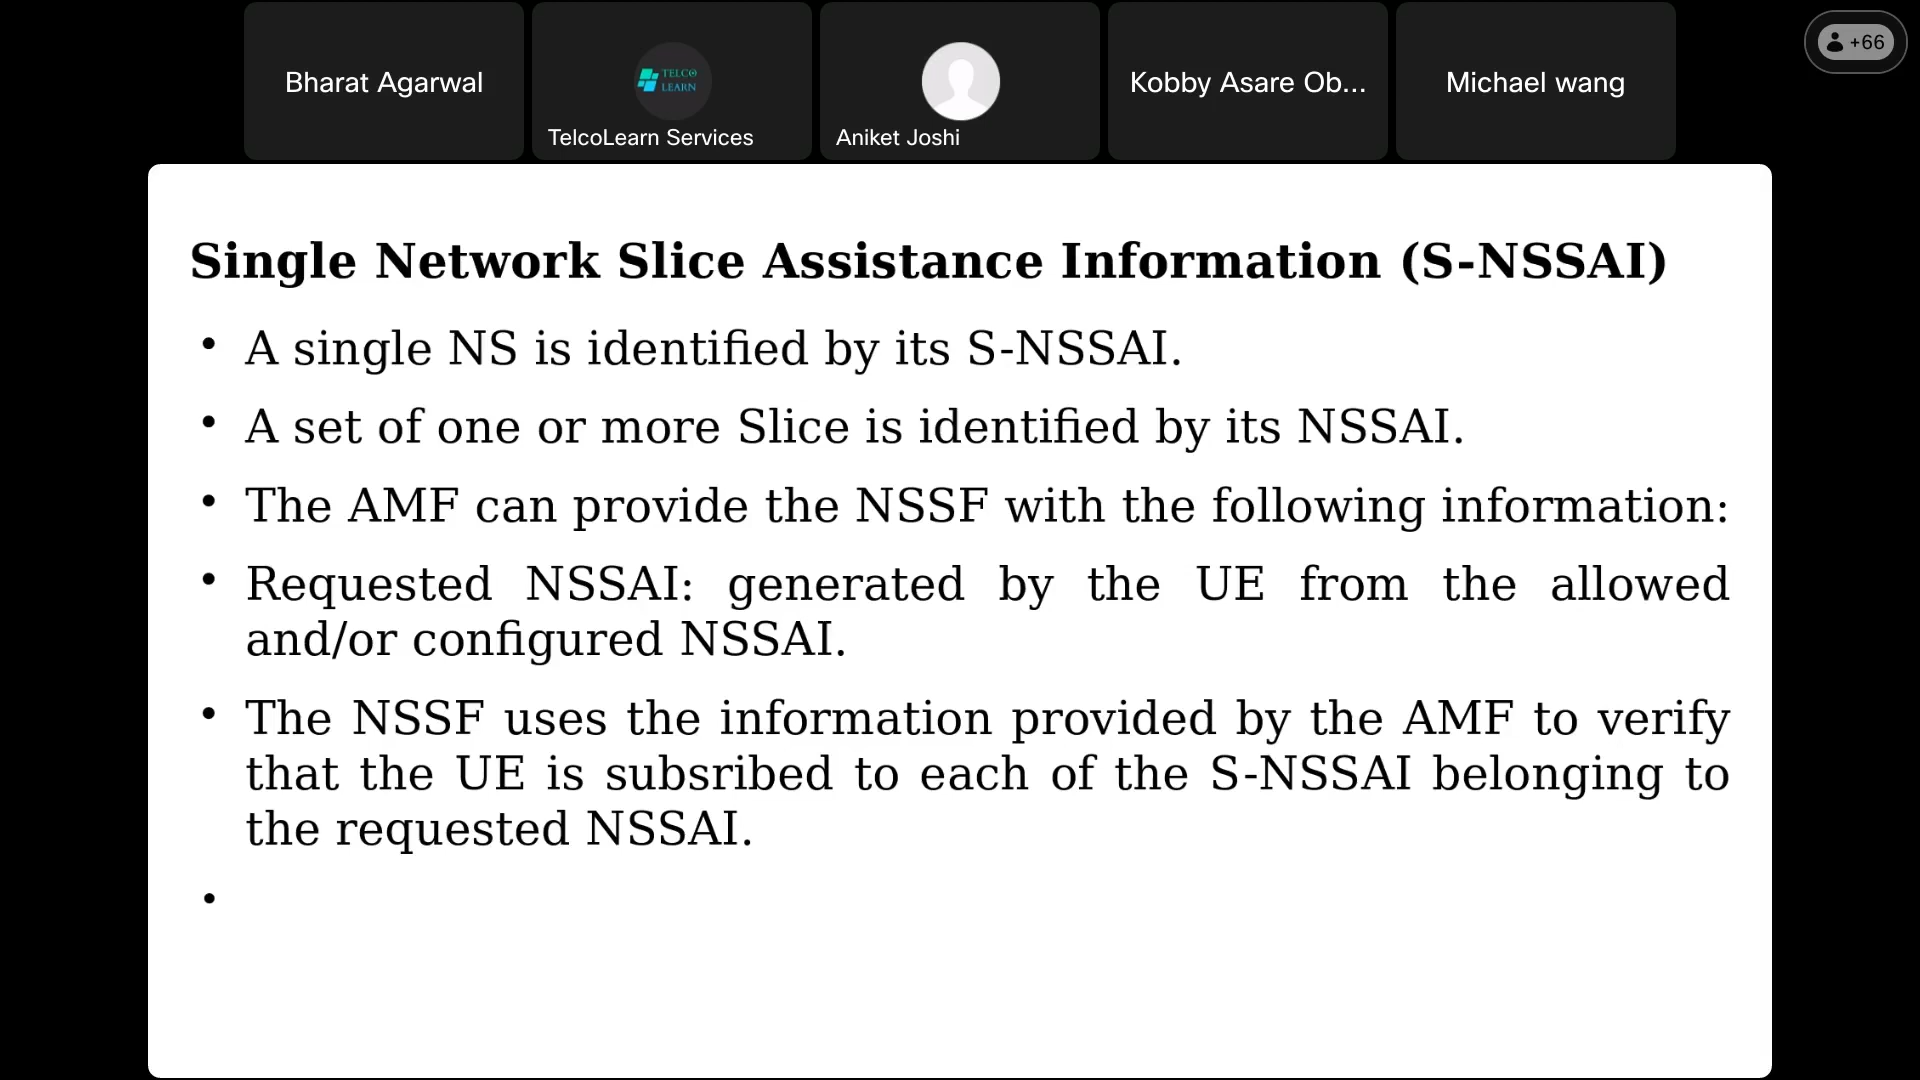 Bharat Agarwal
TELCO
LEARN
TelcoLearn Services
Aniket Joshi
Kobby Asare Ob...
Michael wang
+66
Single Network Slice Assistance Information (S-NSSAI)
• A single NS is identified by its S-NSSAI.
• A set of one or more Slice is identified by its NSSAI.
• The AMF can provide the NSSF with the following information:
• Requested NSSAI: generated by the UE from the allowed
and/or configured NSSAI.
• The NSSF uses the information provided by the AMF to verify
that the UE is subsribed to each of the S-NSSAI belonging to
the requested NSSAI.
•